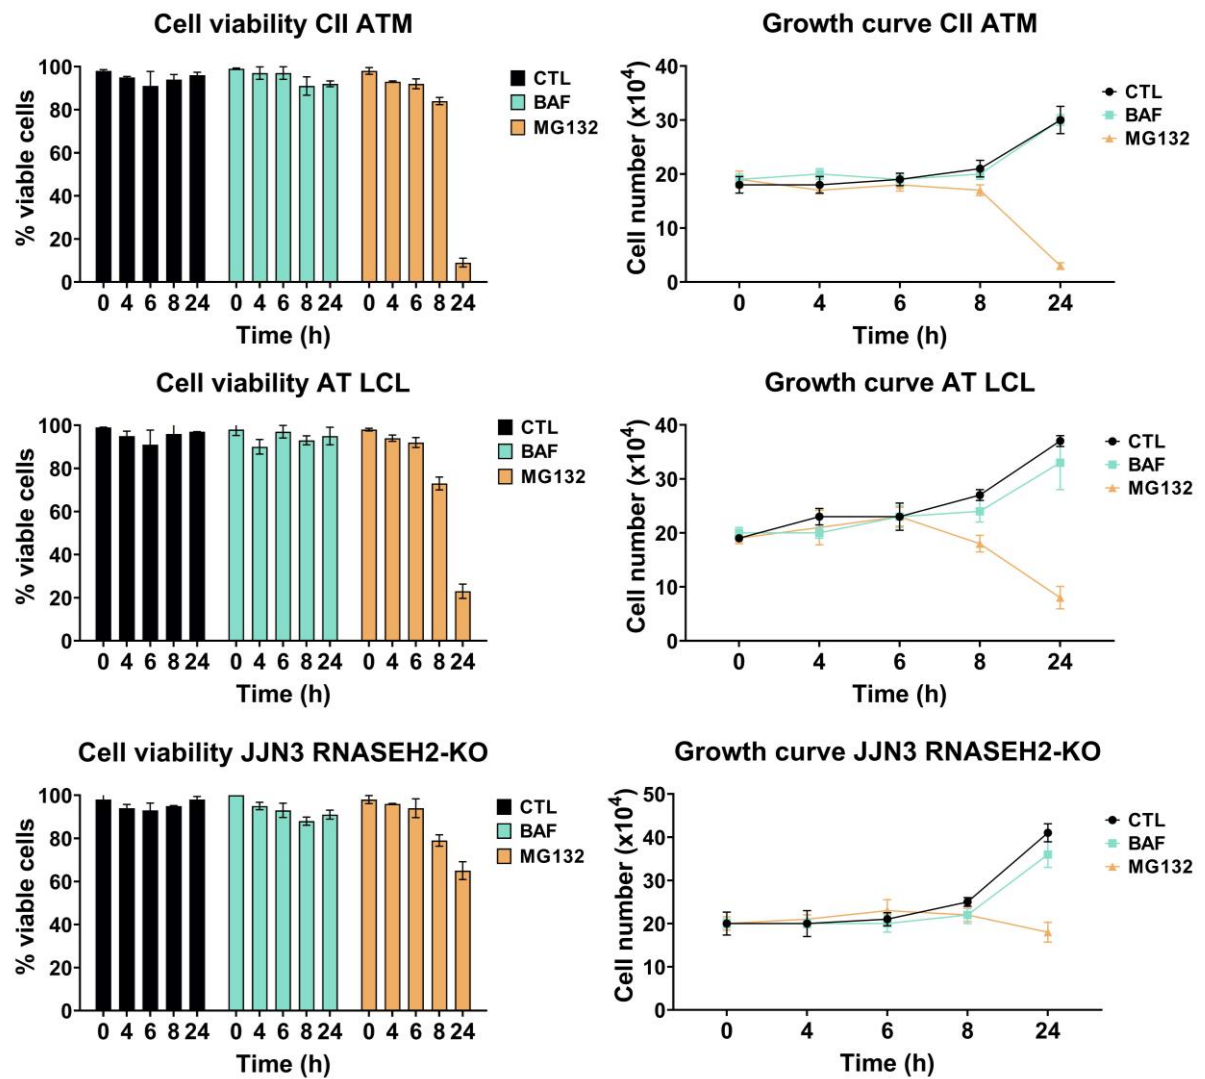 Cell viability CII ATM
% viable cells
100
80
60
40
20
0
0 4 6 8 24 0 4 6 8 24 0 4 6 8 24
Time (h)
CTL
BAF
MG132
Growth curve CII ATM
Cell number (x10⁴)
40
30
20
10
0
0 4 6 8 24
Time (h)
CTL
BAF
MG132
Cell viability AT LCL
% viable cells
100
80
60
40
20
0
0 4 6 8 24 0 4 6 8 24 0 4 6 8 24
Time (h)
CTL
BAF
MG132
Growth curve AT LCL
Cell number (x10⁴)
40
30
20
10
0
0 4 6 8 24
Time (h)
CTL
BAF
MG132
Cell viability JJN3 RNASEH2-KO
% viable cells
100
80
60
40
20
0
0 4 6 8 24 0 4 6 8 24 0 4 6 8 24
Time (h)
CTL
BAF
MG132
Growth curve JJN3 RNASEH2-KO
Cell number (x10⁴)
50
40
30
20
10
0
0 4 6 8 24
Time (h)
CTL
BAF
MG132